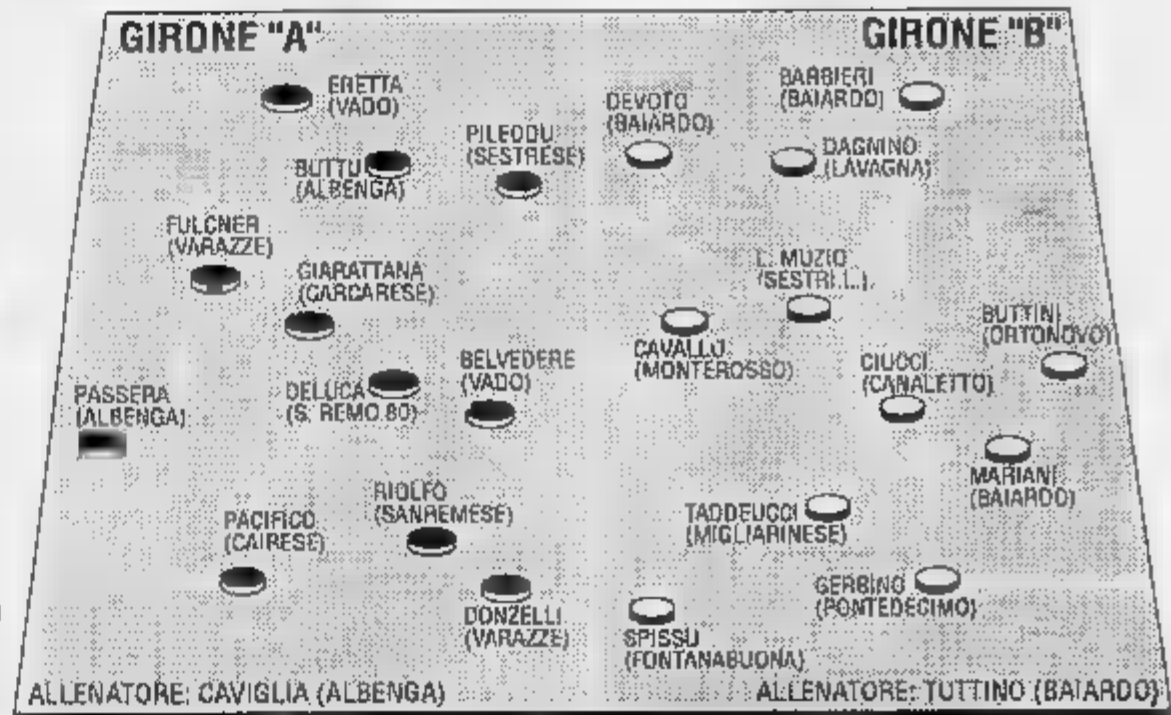 GIRONE "A"
ERETTA
(VADO)
BUTTU
(ALBENGA)
PILEDDU
(SESTRESE)
FULCNER
(VARAZZE)
GIARATTANA
(CARCARESE)
PASSERA
(ALBENGA)
DELUCA
(S. REMO 80)
BELVEDERE
(VADO)
PACIFICO
(CAIRESE)
RIOLFO
(SANREMESE)
DONZELLI
(VARAZZE)
ALLENATORE: CAVIGLIA (ALBENGA)
GIRONE "B"
BARBIERI
(BAIARDO)
DEVOTO
(BAIARDO)
DAGNINO
(LAVAGNA)
L. MUZIO
(SESTRI L.)
CAVALLO
(MONTEROSSO)
BUTTINI
(ORTONOVO)
CIUCCI
(CANALETTO)
MARIANI
(BAIARDO)
TADDEUCCI
(MIGLIARINESE)
GERBINO
(PONTEDECIMO)
SPISSU
(FONTANABUONA)
ALLENATORE: TUTTINO (BAIARDO)